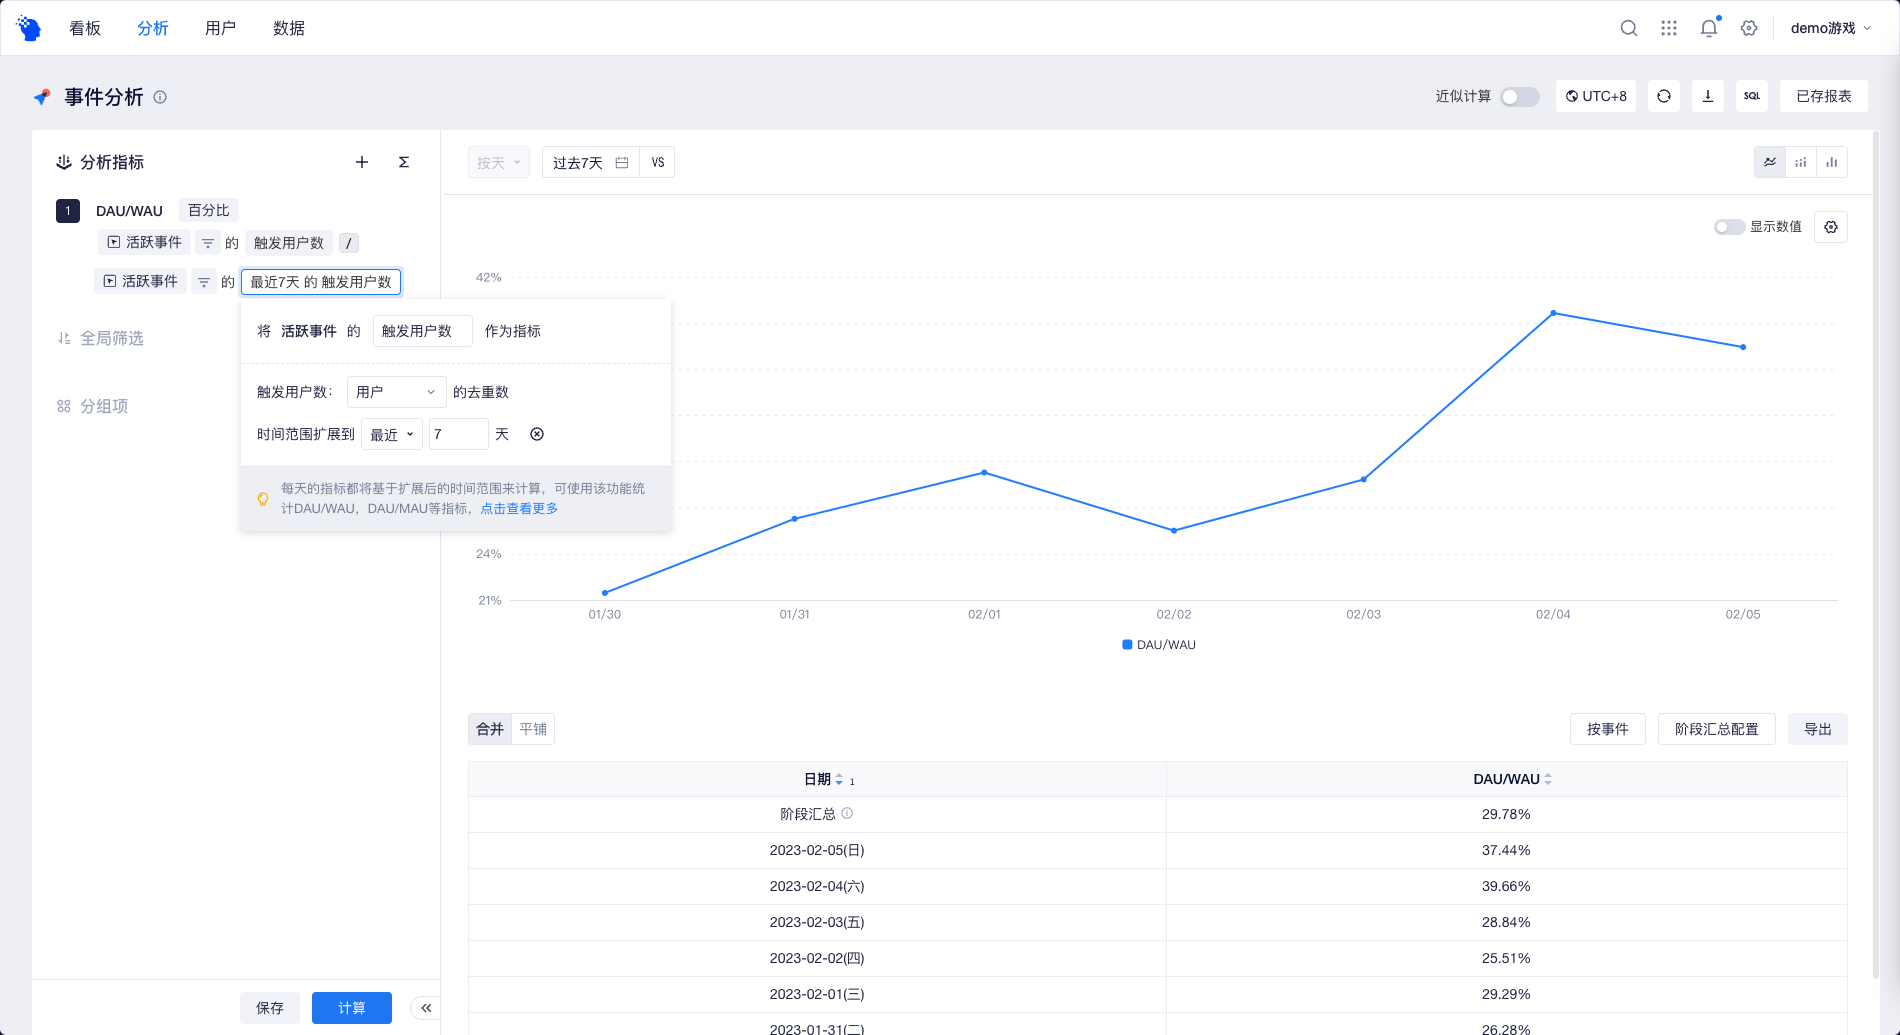 看板
分析
用户
数据
demo游戏
事件分析
近似计算
UTC+8
SQL
已存报表
分析指标
1 DAU/WAU 百分比
活跃事件 的 触发用户数 /
活跃事件 的 最近7天 的 触发用户数
全局筛选
分组项
将 活跃事件 的 触发用户数 作为指标
触发用户数： 用户 的去重数
时间范围扩展到 最近 7 天
每天的指标都将基于扩展后的时间范围来计算，可使用该功能统
计DAU/WAU，DAU/MAU等指标，点击查看更多
保存
计算
按天
过去7天
VS
显示数值
42%
24%
21%
01/30
01/31
02/01
02/02
02/03
02/04
02/05
DAU/WAU
合并
平铺
按事件
阶段汇总配置
导出
日期 1 DAU/WAU
阶段汇总 29.78%
2023-02-05(日) 37.44%
2023-02-04(六) 39.66%
2023-02-03(五) 28.84%
2023-02-02(四) 25.51%
2023-02-01(三) 29.29%
2023-01-31(二) 26.28%